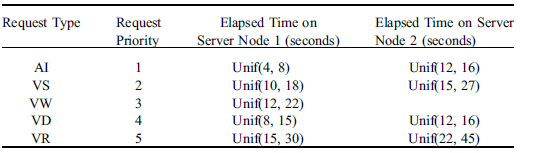 Request Type Request Elapsed Time on Elapsed Time on Server
Priority Server Node 1 (seconds) Node 2 (seconds)
AI 1 Unif(4, 8) Unif(12, 16)
VS 2 Unif(10, 18) Unif(15, 27)
VW 3 Unif(12, 22)
VD 4 Unif(8, 15) Unif(12, 16)
VR 5 Unif(15, 30) Unif(22, 45)